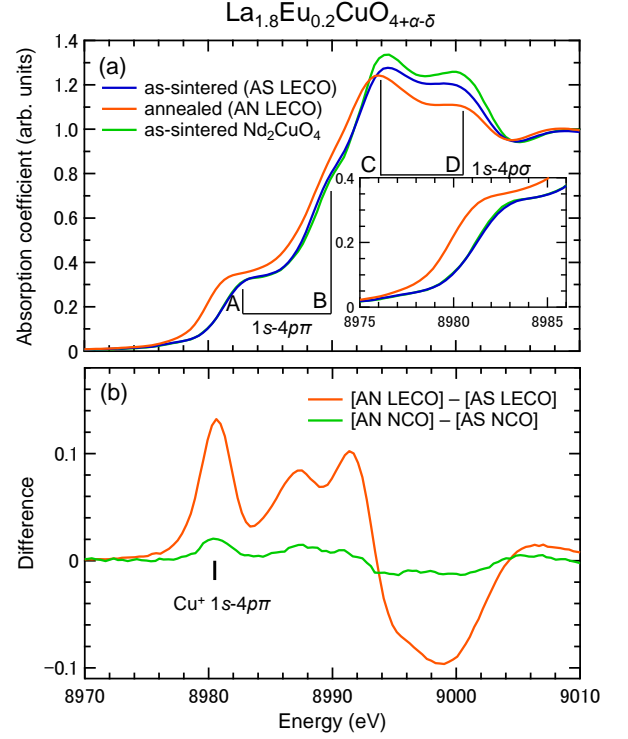 La₁.₈Eu₀.₂CuO₄₊α₋δ
(a)
as-sintered (AS LECO)
annealed (AN LECO)
as-sintered Nd₂CuO₄
Absorption coefficient (arb. units)
1.4
1.2
1.0
0.8
0.6
0.4
0.2
0
A
B
1s-4pπ
C
D
1s-4pσ
0.4
0.2
0
8975
8980
8985
(b)
[AN LECO] – [AS LECO]
[AN NCO] – [AS NCO]
Difference
0.1
0
−0.1
Cu⁺ 1s-4pπ
8970
8980
8990
9000
9010
Energy (eV)